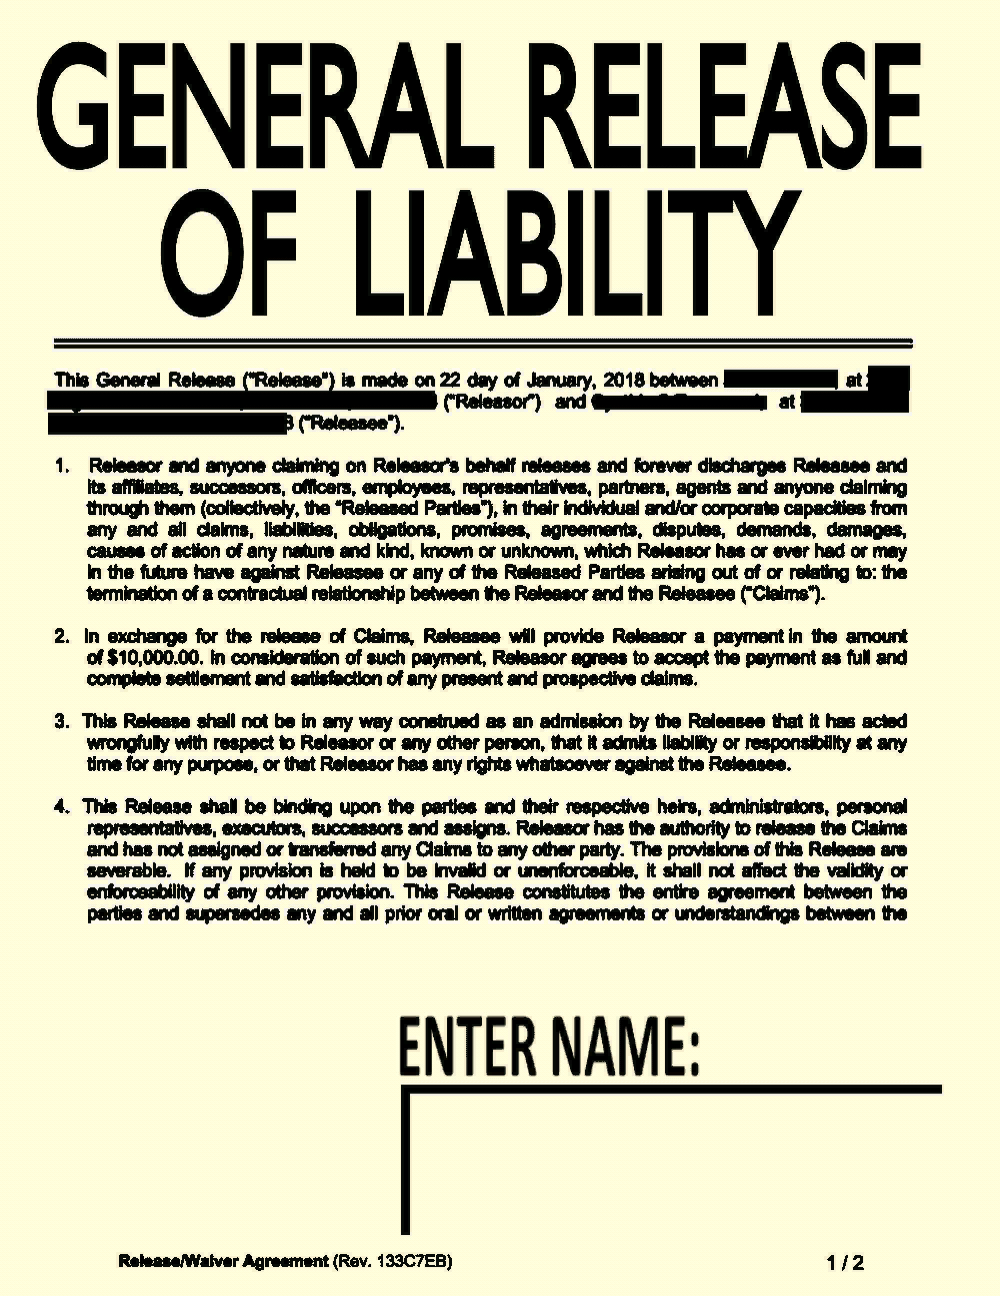 GENERAL RELEASE
OF LIABILITY
This General Release ("Release") is made on 22 day of January, 2018 between at
("Releasor") and at
("Releasee").
1. Releasor and anyone claiming on Releasor's behalf releases and forever discharges Releasee and
its affiliates, successors, officers, employees, representatives, partners, agents and anyone claiming
through them (collectively, the "Released Parties"), in their individual and/or corporate capacities from
any and all claims, liabilities, obligations, promises, agreements, disputes, demands, damages,
causes of action of any nature and kind, known or unknown, which Releasor has or ever had or may
in the future have against Releasee or any of the Released Parties arising out of or relating to: the
termination of a contractual relationship between the Releasor and the Releasee ("Claims").
2. In exchange for the release of Claims, Releasee will provide Releasor a payment in the amount
of $10,000.00. In consideration of such payment, Releasor agrees to accept the payment as full and
complete settlement and satisfaction of any present and prospective claims.
3. This Release shall not be in any way construed as an admission by the Releasee that it has acted
wrongfully with respect to Releasor or any other person, that it admits liability or responsibility at any
time for any purpose, or that Releasor has any rights whatsoever against the Releasee.
4. This Release shall be binding upon the parties and their respective heirs, administrators, personal
representatives, executors, successors and assigns. Releasor has the authority to release the Claims
and has not assigned or transferred any Claims to any other party. The provisions of this Release are
severable. If any provision is held to be invalid or unenforceable, it shall not affect the validity or
enforceability of any other provision. This Release constitutes the entire agreement between the
parties and supersedes any and all prior oral or written agreements or understandings between the
ENTER NAME:
Release/Waiver Agreement (Rev. 133C7EB)
1 / 2